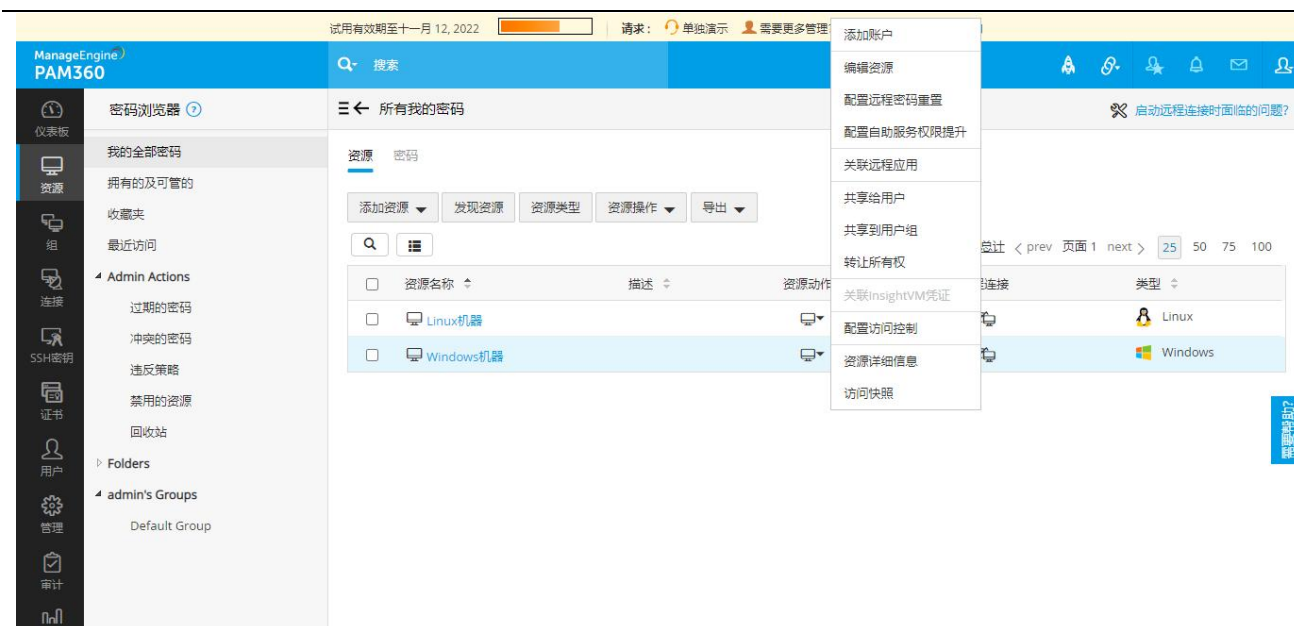 试用有效期至十一月 12, 2022 请求： 单独演示 需要更多管理
ManageEngine
PAM360
搜索
仪表板
资源
组
连接
SSH密钥
证书
用户
管理
审计
密码浏览器
我的全部密码
拥有的及可管的
收藏夹
最近访问
Admin Actions
过期的密码
冲突的密码
违反策略
禁用的资源
回收站
Folders
admin's Groups
Default Group
所有我的密码
启动远程连接时面临的问题?
资源 密码
添加资源 发现资源 资源类型 资源操作 导出
总计 prev 页面 1 next 25 50 75 100
资源名称 描述 资源动作 连接 类型
Linux机器 Linux
Windows机器 Windows
添加账户
编辑资源
配置远程密码重置
配置自助服务权限提升
关联远程应用
共享给用户
共享到用户组
转让所有权
关联InsightVM凭证
配置访问控制
资源详细信息
访问快照